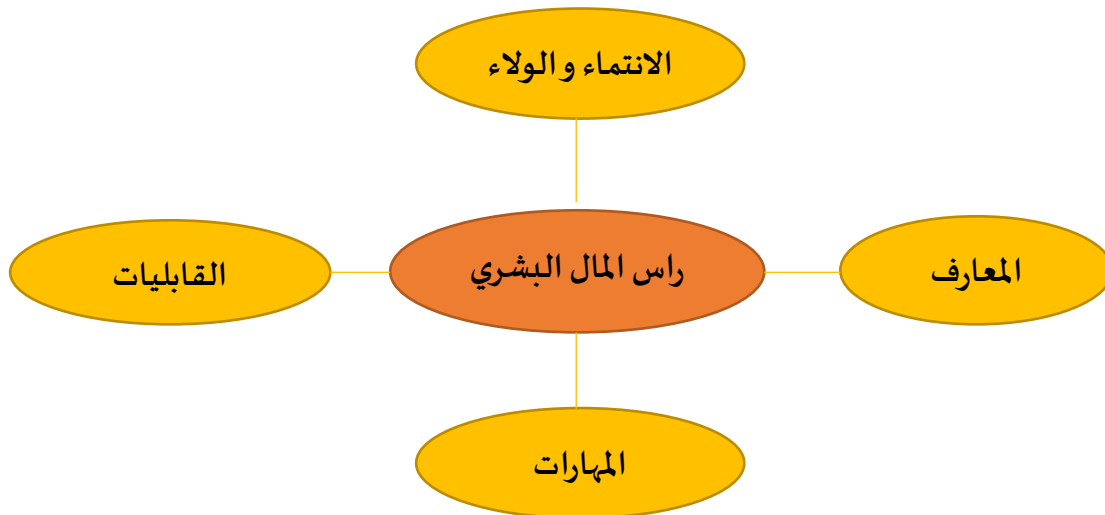 الانتماء والولاء
المعارف
راس المال البشري
القابليات
المهارات